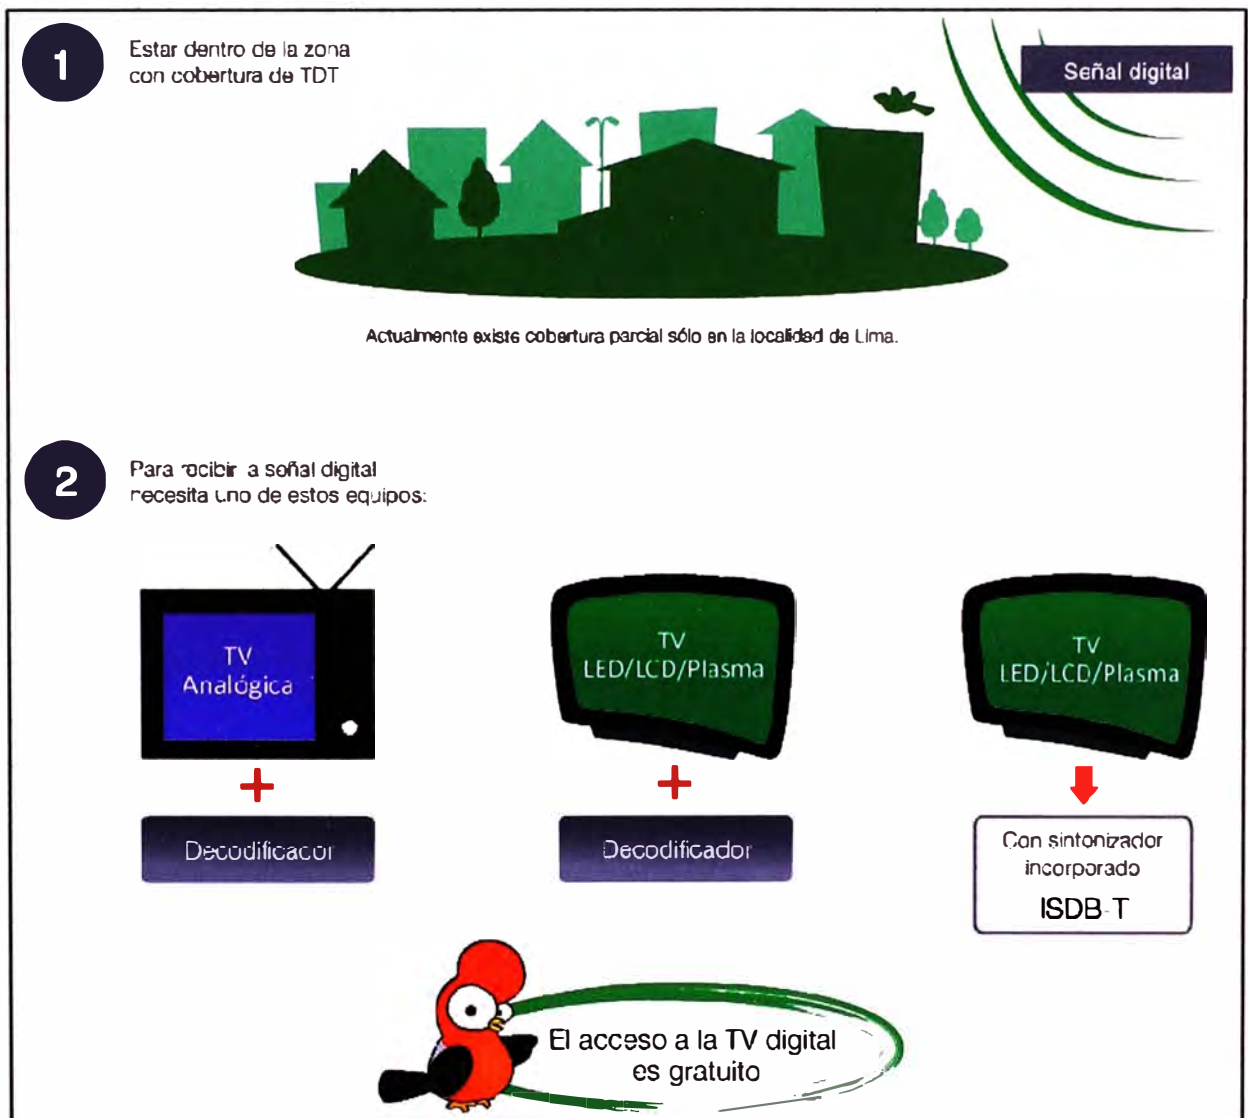 1
Estar dentro de la zona
con cobertura de TDT
Señal digital
Actualmente existe cobertura parcial sólo en la localidad de Lima.
2
Para recibir la señal digital
necesita uno de estos equipos:
TV
Analógica
TV
LED/LCD/Plasma
TV
LED/LCD/Plasma
+
+
Decodificador
Decodificador
Con sintonizador
incorporado
ISDB-T
El acceso a la TV digital
es gratuito